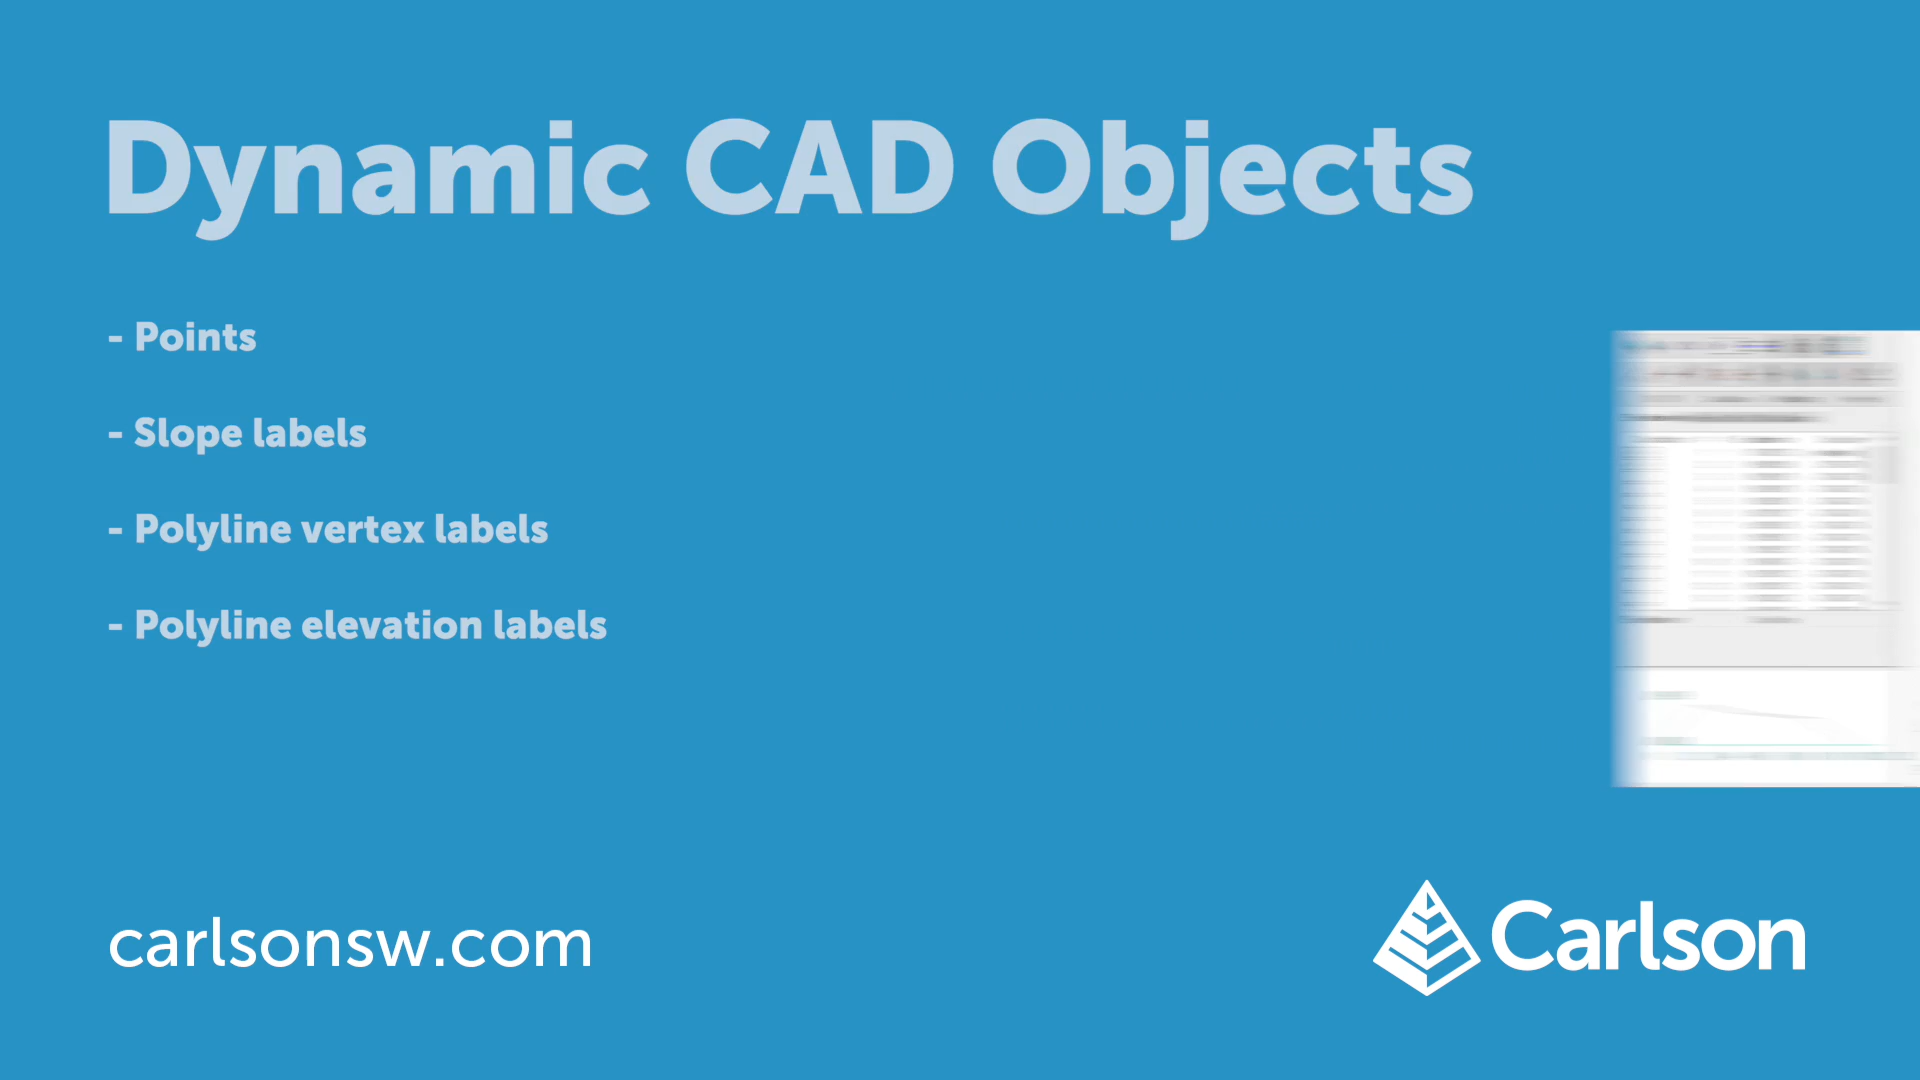 Dynamic CAD Objects
- Points
- Slope labels
- Polyline vertex labels
- Polyline elevation labels
carlsonsw.com
Carlson